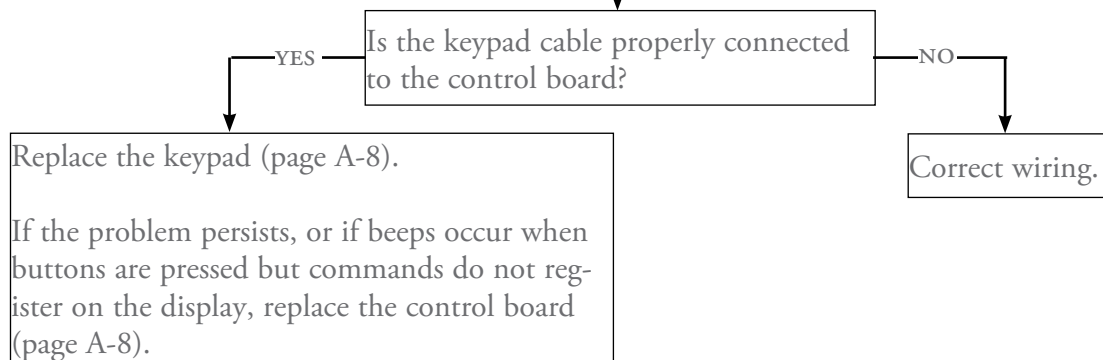 Is the keypad cable properly connected
to the control board?
YES
NO
Replace the keypad (page A-8).
If the problem persists, or if beeps occur when
buttons are pressed but commands do not reg-
ister on the display, replace the control board
(page A-8).
Correct wiring.